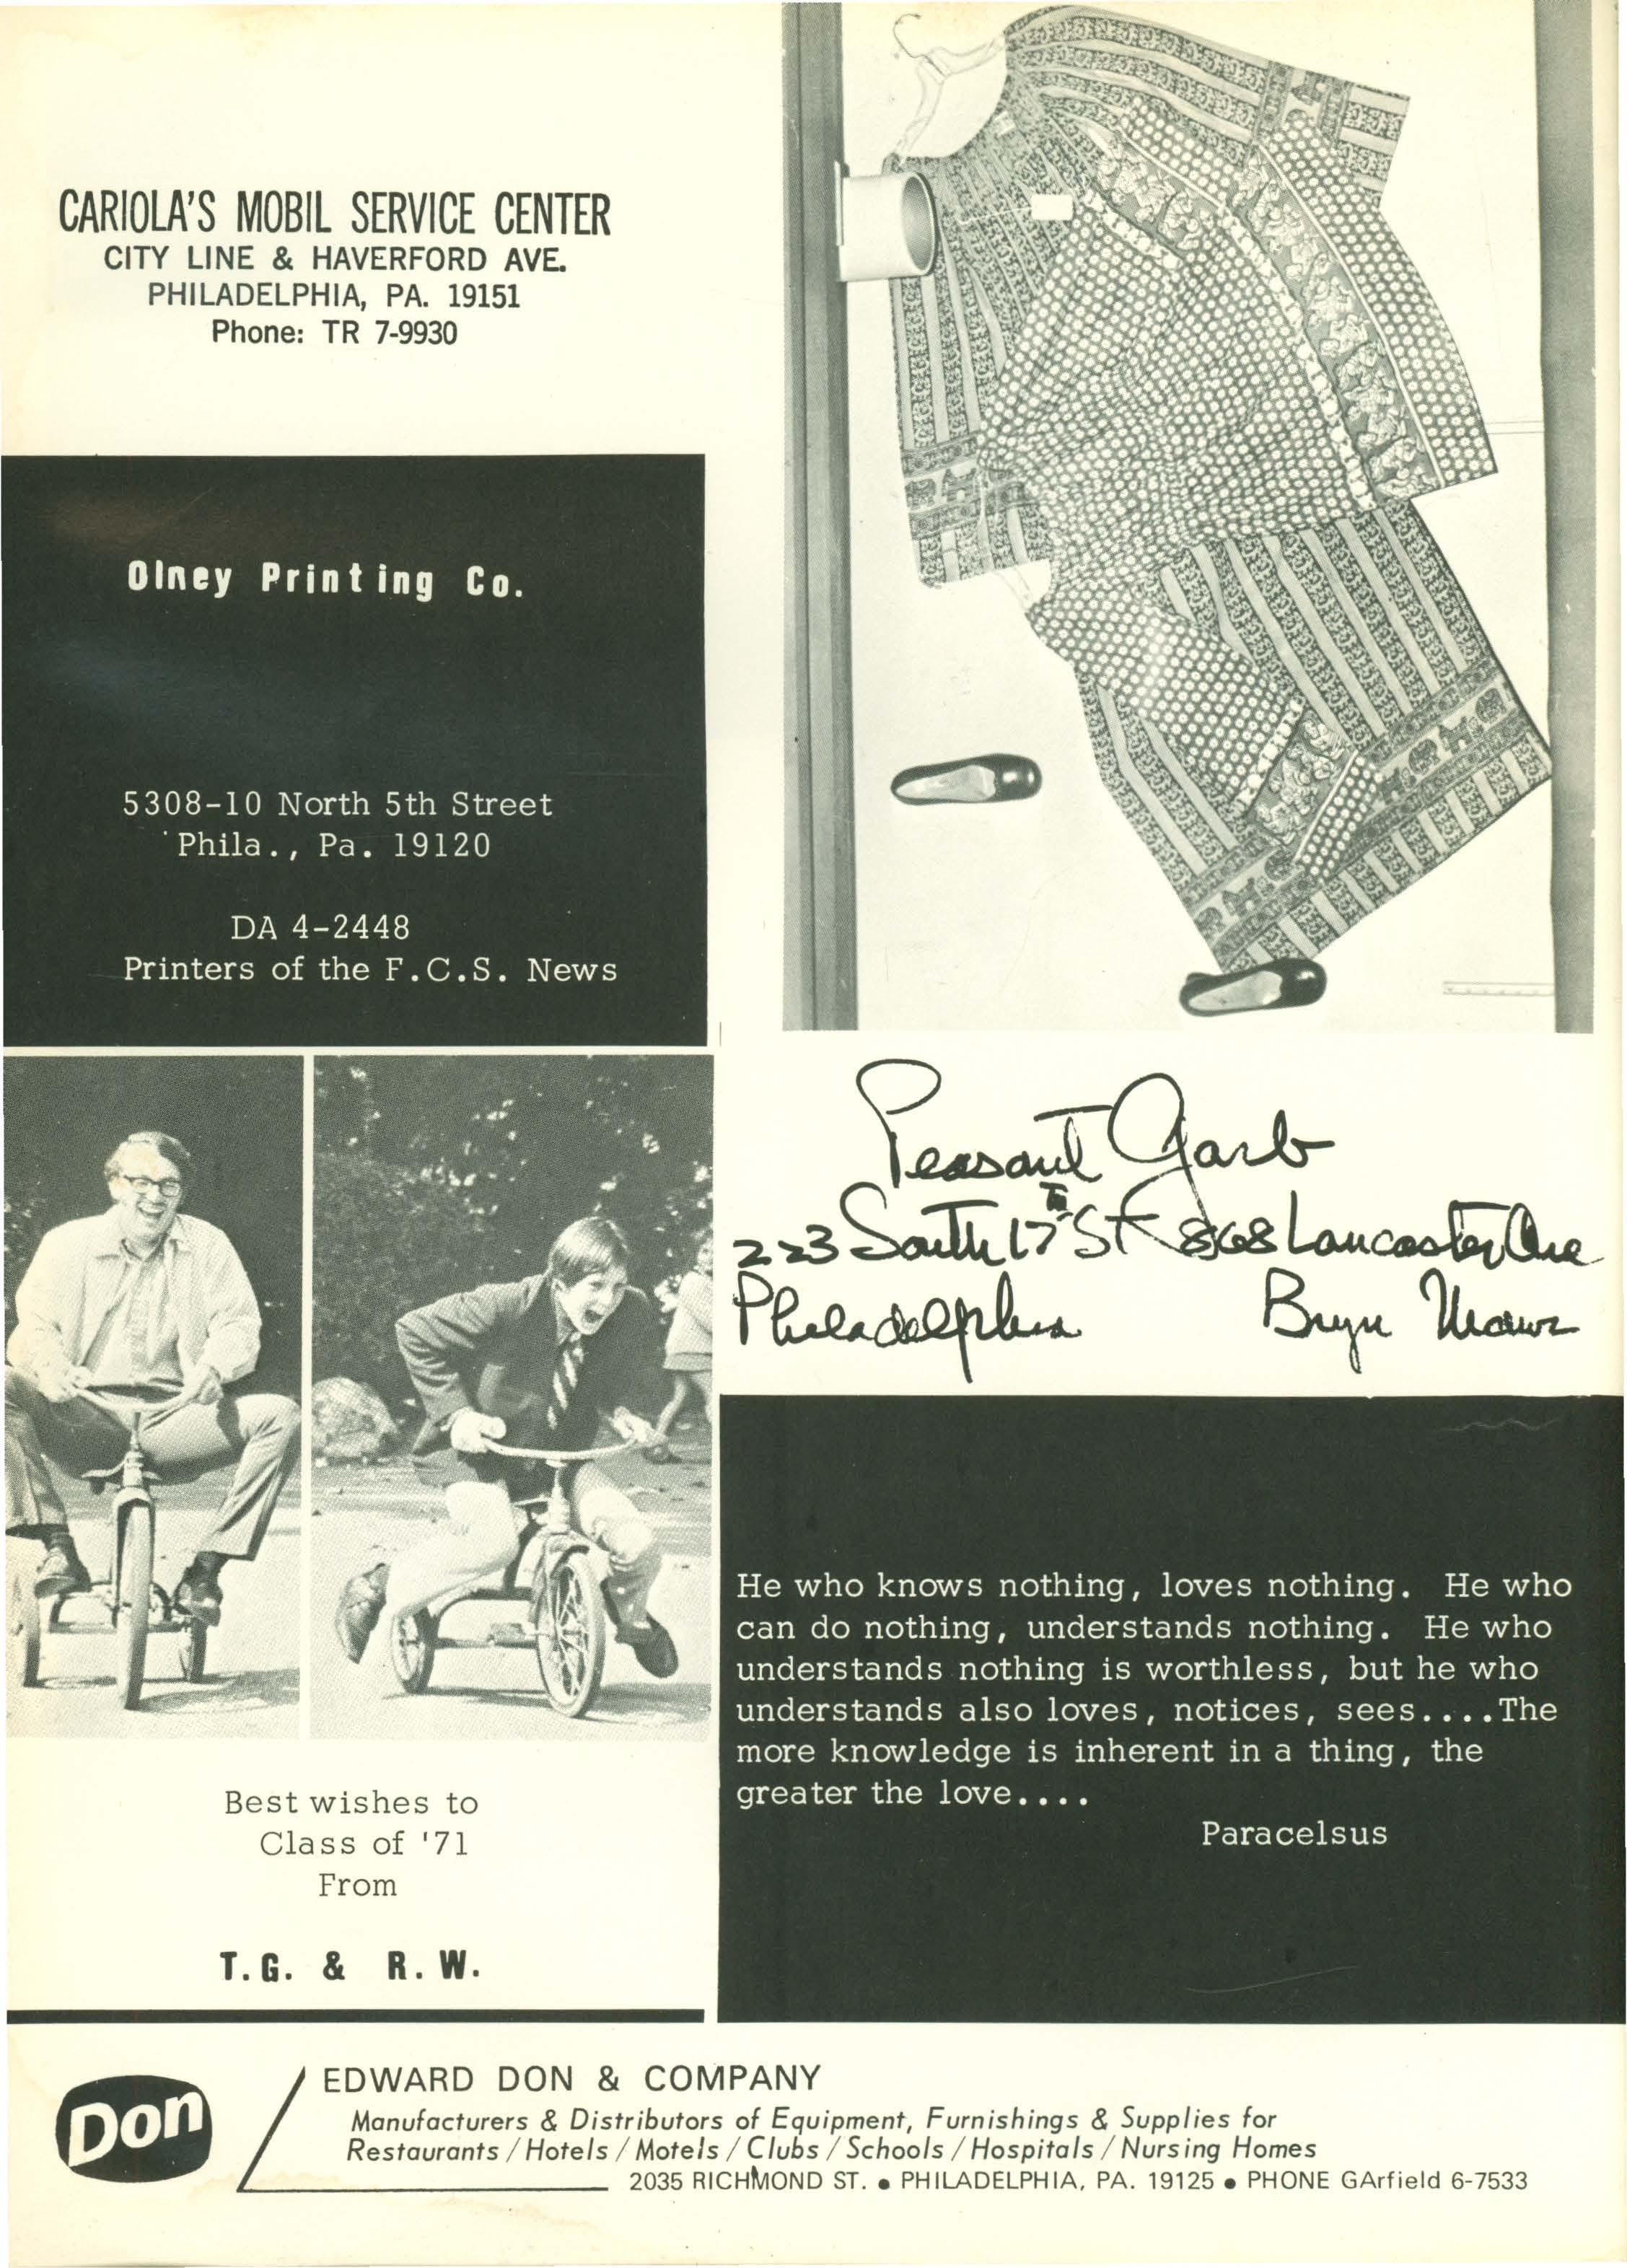 CARIOLA'S MOBIL SERVICE CENTER
CITY LINE & HAVERFORD AVE.
PHILADELPHIA, PA. 19151
Phone: TR 7-9930
Olney Printing Co.
5308-10 North 5th Street
Phila., Pa. 19120
DA 4-2448
Printers of the F.C.S. News
Peasant Garb
223 South 17th St 868 Lancaster Ave
Philadelphia Bryn Mawr
He who knows nothing, loves nothing. He who
can do nothing, understands nothing. He who
understands nothing is worthless, but he who
understands also loves, notices, sees....The
more knowledge is inherent in a thing, the
greater the love....
Paracelsus
Best wishes to
Class of '71
From
T.G. & R.W.
Don
EDWARD DON & COMPANY
Manufacturers & Distributors of Equipment, Furnishings & Supplies for
Restaurants / Hotels / Motels / Clubs / Schools / Hospitals / Nursing Homes
2035 RICHMOND ST. • PHILADELPHIA, PA. 19125 • PHONE GArfield 6-7533